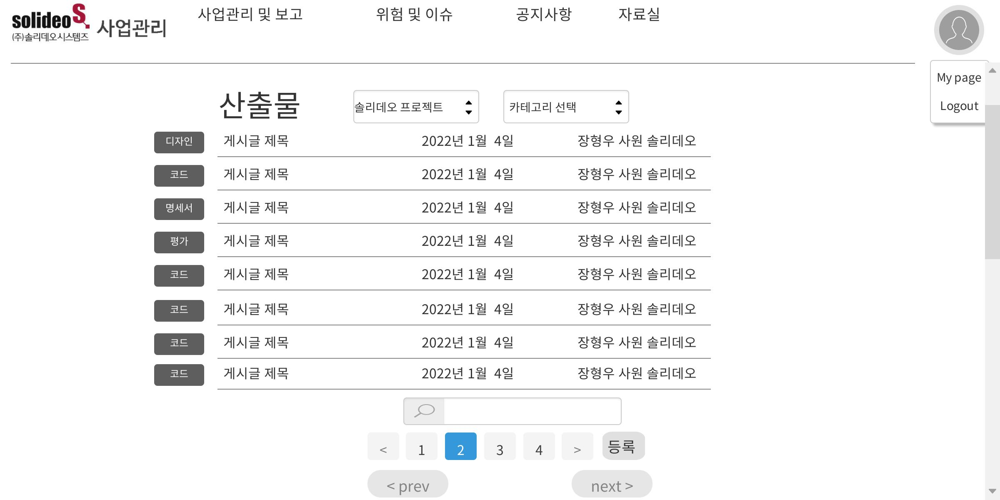 solideoS
(주)솔리데오시스템즈
사업관리
사업관리 및 보고 위험 및 이슈 공지사항 자료실
My page
Logout
산출물 솔리데오 프로젝트 카테고리 선택
디자인 게시글 제목 2022년 1월 4일 장형우 사원 솔리데오
코드 게시글 제목 2022년 1월 4일 장형우 사원 솔리데오
명세서 게시글 제목 2022년 1월 4일 장형우 사원 솔리데오
평가 게시글 제목 2022년 1월 4일 장형우 사원 솔리데오
코드 게시글 제목 2022년 1월 4일 장형우 사원 솔리데오
코드 게시글 제목 2022년 1월 4일 장형우 사원 솔리데오
코드 게시글 제목 2022년 1월 4일 장형우 사원 솔리데오
코드 게시글 제목 2022년 1월 4일 장형우 사원 솔리데오
< 1 2 3 4 > 등록
< prev next >